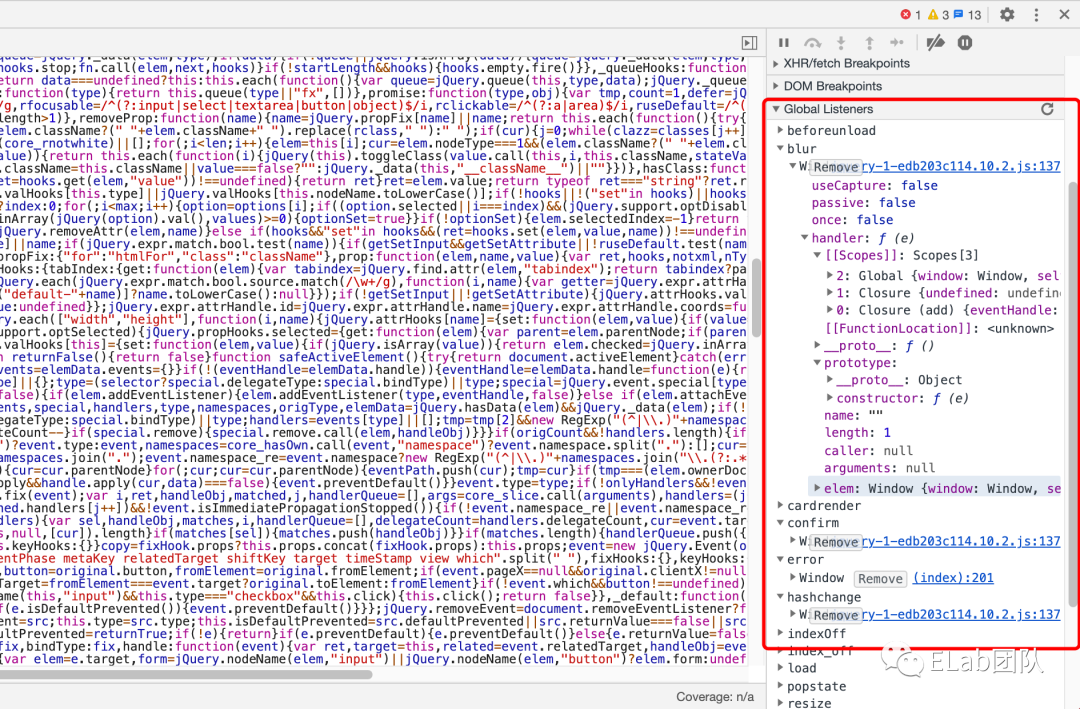 1 3 13
queue=jQuery._data(elem,type,data)if(!queue||jQuery.isArray(data)){queue=jQuery._data(elem,
hooks.stop;fn.call(elem,next,hooks)}if(!startLength&&hooks){hooks.empty.fire()}},_queueHooks:function
eturn data===undefined?this:this.each(function(){var queue=jQuery.queue(this,type,data);jQuery._queue
:function(type){return this.queue(type||"fx",[])},promise:function(type,obj){var tmp,count=1,defer=jQ
/g,rfocusable=/^(?:input|select|textarea|button|object)$/i,rclickable=/^(?:a|area)$/i,ruseDefault=/^(
length>1)},removeProp:function(name){name=jQuery.propFix[name]||name;return this.each(function(){try{
elem.className?(" "+elem.className+" ").replace(rclass," "):" ");if(cur){j=0;while(clazz=classes[j++]
(core_rnotwhite)||[];for(;i<len;i++){elem=this[i];cur=elem.nodeType===1&&(elem.className?(" "+elem.cl
value)){return this.each(function(i){jQuery(this).toggleClass(value.call(this,i,this.className,stateVa
.className=this.className||value===false?"":jQuery._data(this,"__className__")||""}})},hasClass:funct
et=hooks.get(elem,"value"))!==undefined){return ret}ret=elem.value;return typeof ret==="string"?ret.r
.valHooks[this.type]||jQuery.valHooks[this.nodeName.toLowerCase()];if(!hooks||!("set"in hooks)||hooks
?index:0;for(;i<max;i++){option=options[i];if((option.selected||i===index)&&(jQuery.support.optDisabl
inArray(jQuery(option).val(),values)>=0){optionSet=true}}if(!optionSet){elem.selectedIndex=-1}return
jQuery.removeAttr(elem,name)}else if(hooks&&"set"in hooks&&(ret=hooks.set(elem,value,name))!==undefin
e]||name;if(jQuery.expr.match.bool.test(name)){if(getSetInput&&getSetAttribute||!ruseDefault.test(nam
propFix:{"for":"htmlFor","class":"className"},prop:function(elem,name,value){var ret,hooks,notxml,nTy
Hooks:{tabIndex:{get:function(elem){var tabindex=jQuery.find.attr(elem,"tabindex");return tabindex?pa
Query.each(jQuery.expr.match.bool.source.match(/\w+/g),function(i,name){var getter=jQuery.expr.attrHa
("default-"+name)]?name.toLowerCase():null}});if(!getSetInput||!getSetAttribute){jQuery.attrHooks.val
ue:undefined}};jQuery.expr.attrHandle.id=jQuery.expr.attrHandle.name=jQuery.expr.attrHandle.coords=fu
y.each(["width","height"],function(i,name){jQuery.attrHooks[name]={set:function(elem,value){if(value
support.optSelected){jQuery.propHooks.selected={get:function(elem){var parent=elem.parentNode;if(paren
.valHooks[this]={set:function(elem,value){if(jQuery.isArray(value)){return elem.checked=jQuery.inArra
n returnFalse(){return false}function safeActiveElement(){try{return document.activeElement}catch(err
vents=elemData.events={}}if(!(eventHandle=elemData.handle)){eventHandle=elemData.handle=function(e){r
pe]||{};type=(selector?special.delegateType:special.bindType)||type;special=jQuery.event.special[type
false){if(elem.addEventListener){elem.addEventListener(type,eventHandle,false)}else if(elem.attachEve
ents,special,handlers,type,namespaces,origType,elemData=jQuery.hasData(elem)&&jQuery._data(elem);if(!
legateType:special.bindType)||type;handlers=events[type]||[];tmp=tmp[2]&&new RegExp("(^|\\.)"+namespac
teCount--}if(special.remove){special.remove.call(elem,handleObj)}}}if(origCount&&!handlers.length){if
")?event.type:event,namespaces=core_hasOwn.call(event,"namespace")?event.namespace.split("."):[];cur=
namespaces.join(".");event.namespace_re=event.namespace?new RegExp("(^|\\.)"+namespaces.join("\\.(?:.*
){cur=cur.parentNode}for(;cur;cur=cur.parentNode){eventPath.push(cur);tmp=cur}if(tmp===(elem.ownerDoc
pply&&handle.apply(cur,data)===false){event.preventDefault()}}event.type=type;if(!onlyHandlers&&!even
.fix(event);var i,ret,handleObj,matched,j,handlerQueue=[],args=core_slice.call(arguments),handlers=(j
d.handlers[j++])&&!event.isImmediatePropagationStopped()){if(!event.namespace_re||event.namespace_r
dlers){var sel,handleObj,matches,i,handlerQueue=[],delegateCount=handlers.delegateCount,cur=event.tar
s,null,[cur]).length}if(matches[sel]){matches.push(handleObj)}}if(matches.length){handlerQueue.push({
s.keyHooks:{}}copy=fixHook.props?this.props.concat(fixHook.props):this.props;event=new jQuery.Event(o
entPhase metaKey relatedTarget shiftKey target timeStamp view which".split(" "),fixHooks:{},keyHooks:
,button=original.button,fromElement=original.fromElement;if(event.pageX==null&&original.clientX!=null
Target=fromElement===event.target?original.toElement:fromElement}if(!event.which&&button!==undefined)
ame(this,"input")&&this.type==="checkbox"&&this.click){this.click();return false}},_default:function(
f(e.isDefaultPrevented()){event.preventDefault()}}};jQuery.removeEvent=document.removeEventListener?f
ent=src;this.type=src.type;this.isDefaultPrevented=src.defaultPrevented||src.returnValue===false||src
aultPrevented=returnTrue;if(!e){return}if(e.preventDefault){e.preventDefault()}else{e.returnValue=fals
fix,bindType:fix,handle:function(event){var ret,target=this,related=event.relatedTarget,handleObj=eve
{var elem=e.target,form=jQuery.nodeName(elem,"input")||jQuery.nodeName(elem,"button")?elem.form:undef
Coverage: n/a
XHR/fetch Breakpoints
DOM Breakpoints
Global Listeners
beforeunload
blur
W Remove ry-1-edb203c114.10.2.js:137
useCapture: false
passive: false
once: false
handler: ƒ (e)
[[Scopes]]: Scopes[3]
2: Global {window: Window, sel
1: Closure {undefined: undefin
0: Closure (add) {eventHandle:
[[FunctionLocation]]: <unknown>
__proto__: ƒ ()
prototype:
__proto__: Object
constructor: ƒ (e)
name: ""
length: 1
caller: null
arguments: null
elem: Window {window: Window, se
cardrender
confirm
W Remove ry-1-edb203c114.10.2.js:137
error
Window Remove (index):201
hashchange
W Remove ry-1-edb203c114.10.2.js:137
indexOff
index_off
load
popstate
resize
ELab团队